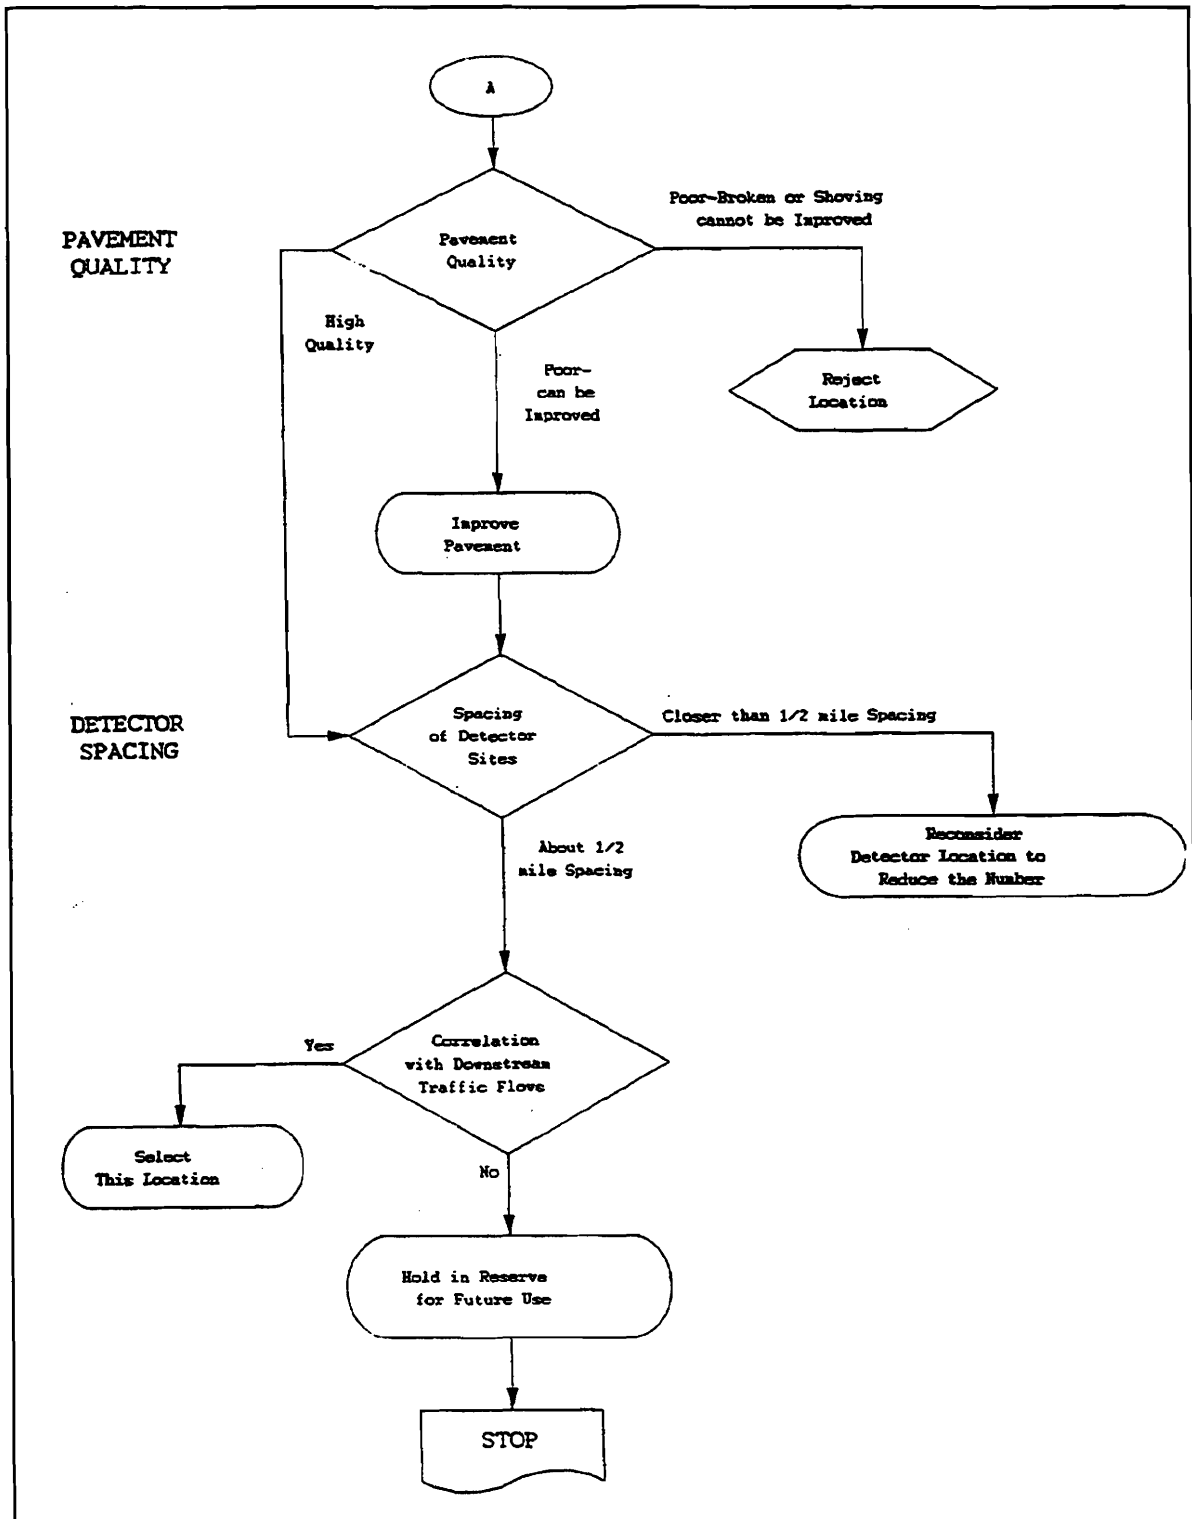 A
Poor-Broken or Shoving
cannot be Improved
PAVEMENT
QUALITY
Pavement
Quality
High
Quality
Poor-
can be
Improved
Reject
Location
Improve
Pavement
DETECTOR
SPACING
Spacing
of Detector
Sites
Closer than 1/2 mile Spacing
About 1/2
mile Spacing
Reconsider
Detector Location to
Reduce the Number
Yes
Correlation
with Downstream
Traffic Flows
Select
This Location
No
Hold in Reserve
for Future Use
STOP